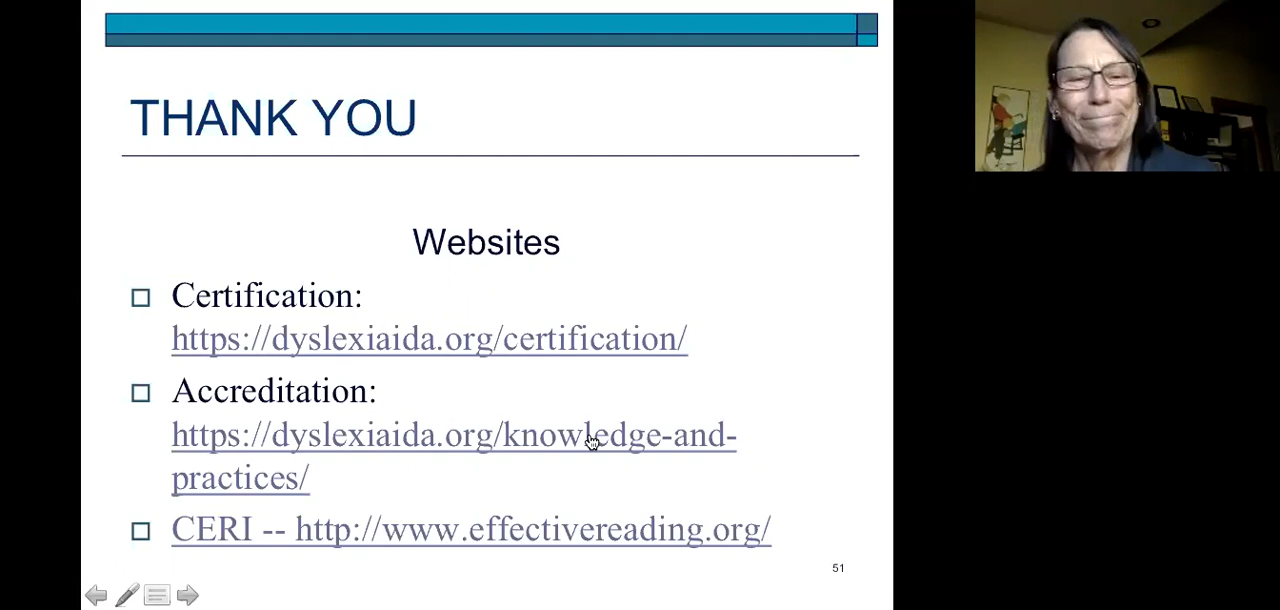 THANK YOU
Websites
Certification:
https://dyslexiaida.org/certification/
Accreditation:
https://dyslexiaida.org/knowledge-and-
practices/
CERI -- http://www.effectivereading.org/
51